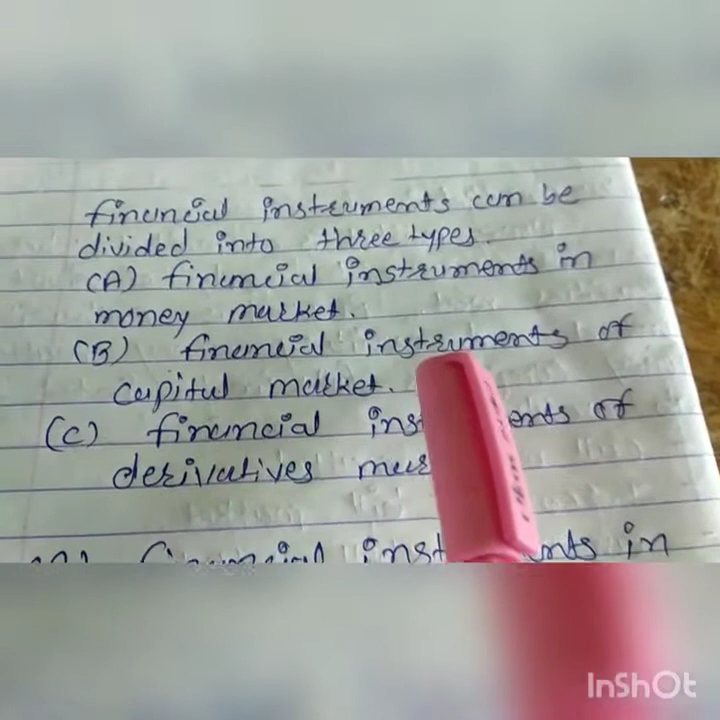 financial instruments can be
divided into three types.
(A) financial instruments in
money market.
(B) financial instruments of
capital market.
(C) financial ents of
derivatives
in
InShOt